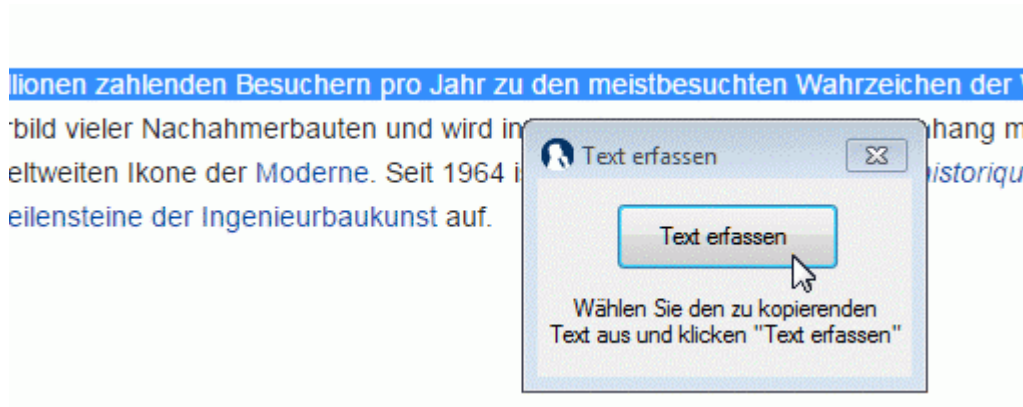 llionen zahlenden Besuchern pro Jahr zu den meistbesuchten Wahrzeichen der
rbild vieler Nachahmerbauten und wird in nhang m
eltweiten Ikone der Moderne. Seit 1964 i historiqu
eilensteine der Ingenieurbaukunst auf.
Text erfassen
Text erfassen
Wählen Sie den zu kopierenden
Text aus und klicken "Text erfassen"